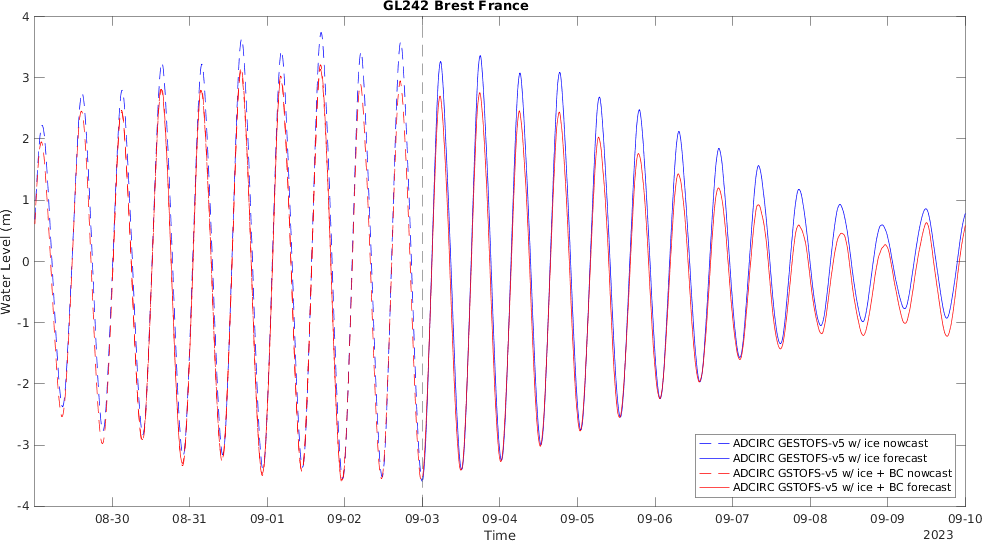 GL242 Brest France
4
3
2
1
0
-1
-2
-3
-4
Water Level (m)
ADCIRC GESTOFS-v5 w/ ice nowcast
ADCIRC GESTOFS-v5 w/ ice forecast
ADCIRC GSTOFS-v5 w/ ice + BC nowcast
ADCIRC GSTOFS-v5 w/ ice + BC forecast
08-30 08-31 09-01 09-02 09-03 09-04 09-05 09-06 09-07 09-08 09-09 09-10
Time
2023